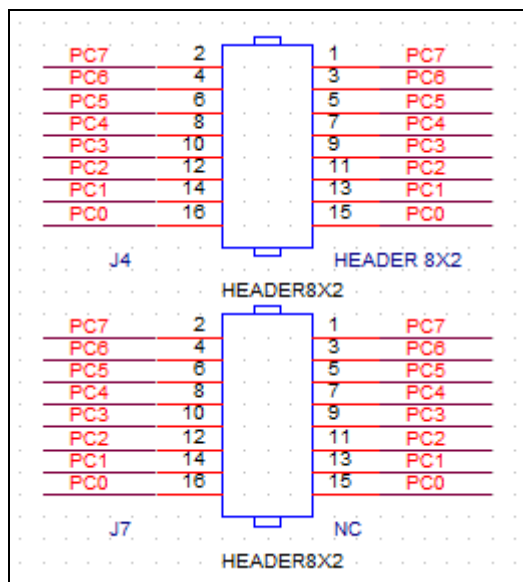 PC7 2 1 PC7
PC6 4 3 PC6
PC5 6 5 PC5
PC4 8 7 PC4
PC3 10 9 PC3
PC2 12 11 PC2
PC1 14 13 PC1
PC0 16 15 PC0
J4 HEADER 8X2
HEADER8X2
PC7 2 1 PC7
PC6 4 3 PC6
PC5 6 5 PC5
PC4 8 7 PC4
PC3 10 9 PC3
PC2 12 11 PC2
PC1 14 13 PC1
PC0 16 15 PC0
J7 NC
HEADER8X2